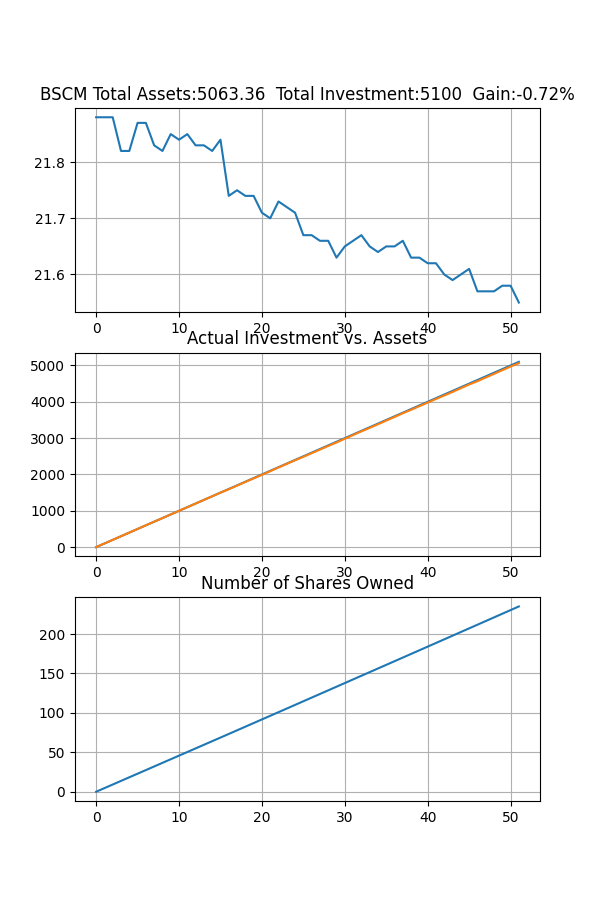 BSCM Total Assets:5063.36  Total Investment:5100  Gain:-0.72%
21.8
21.7
21.6
0 10 20 30 40 50
Actual Investment vs. Assets
5000
4000
3000
2000
1000
0
0 10 20 30 40 50
Number of Shares Owned
200
150
100
50
0
0 10 20 30 40 50